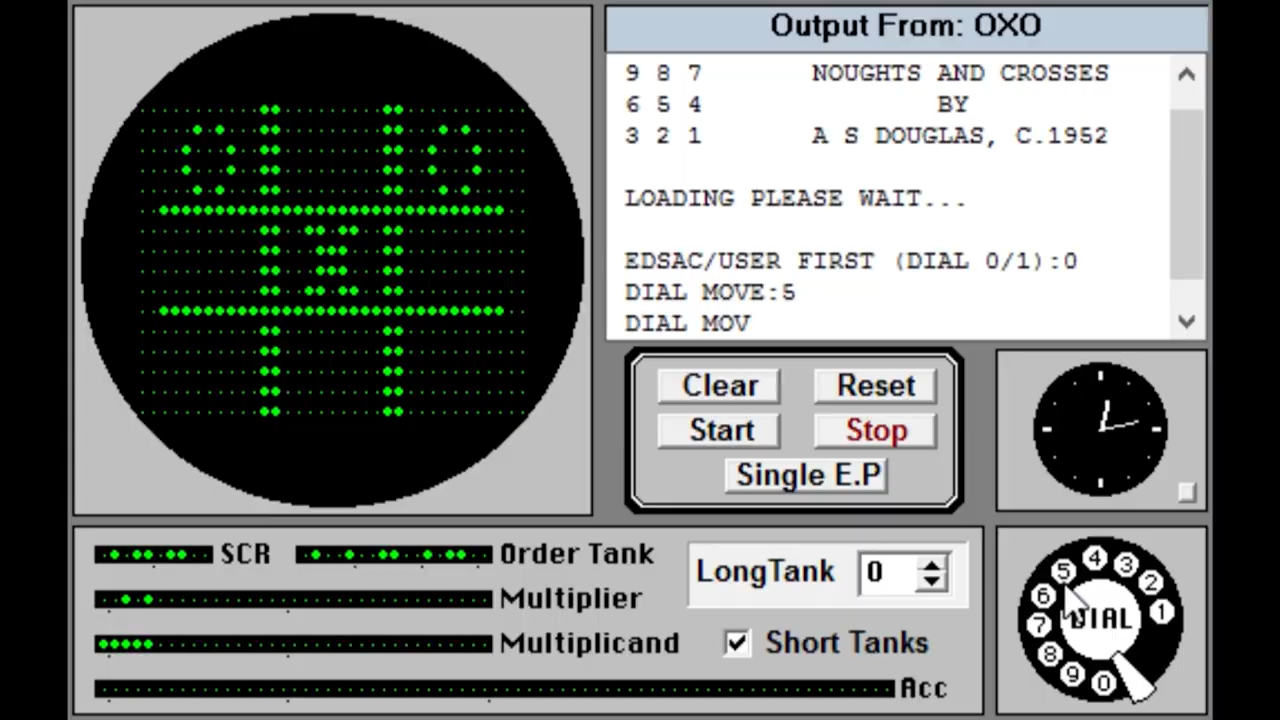 Output From: OXO
9 8 7 NOUGHTS AND CROSSES
6 5 4 BY
3 2 1 A S DOUGLAS, C.1952
LOADING PLEASE WAIT...
EDSAC/USER FIRST (DIAL 0/1):0
DIAL MOVE:5
DIAL MOV
Clear Reset
Start Stop
Single E.P
SCR Order Tank
Multiplier
Multiplicand
Acc
LongTank 0
Short Tanks
1 2 3 4 5 6 7 8 9 0
DIAL